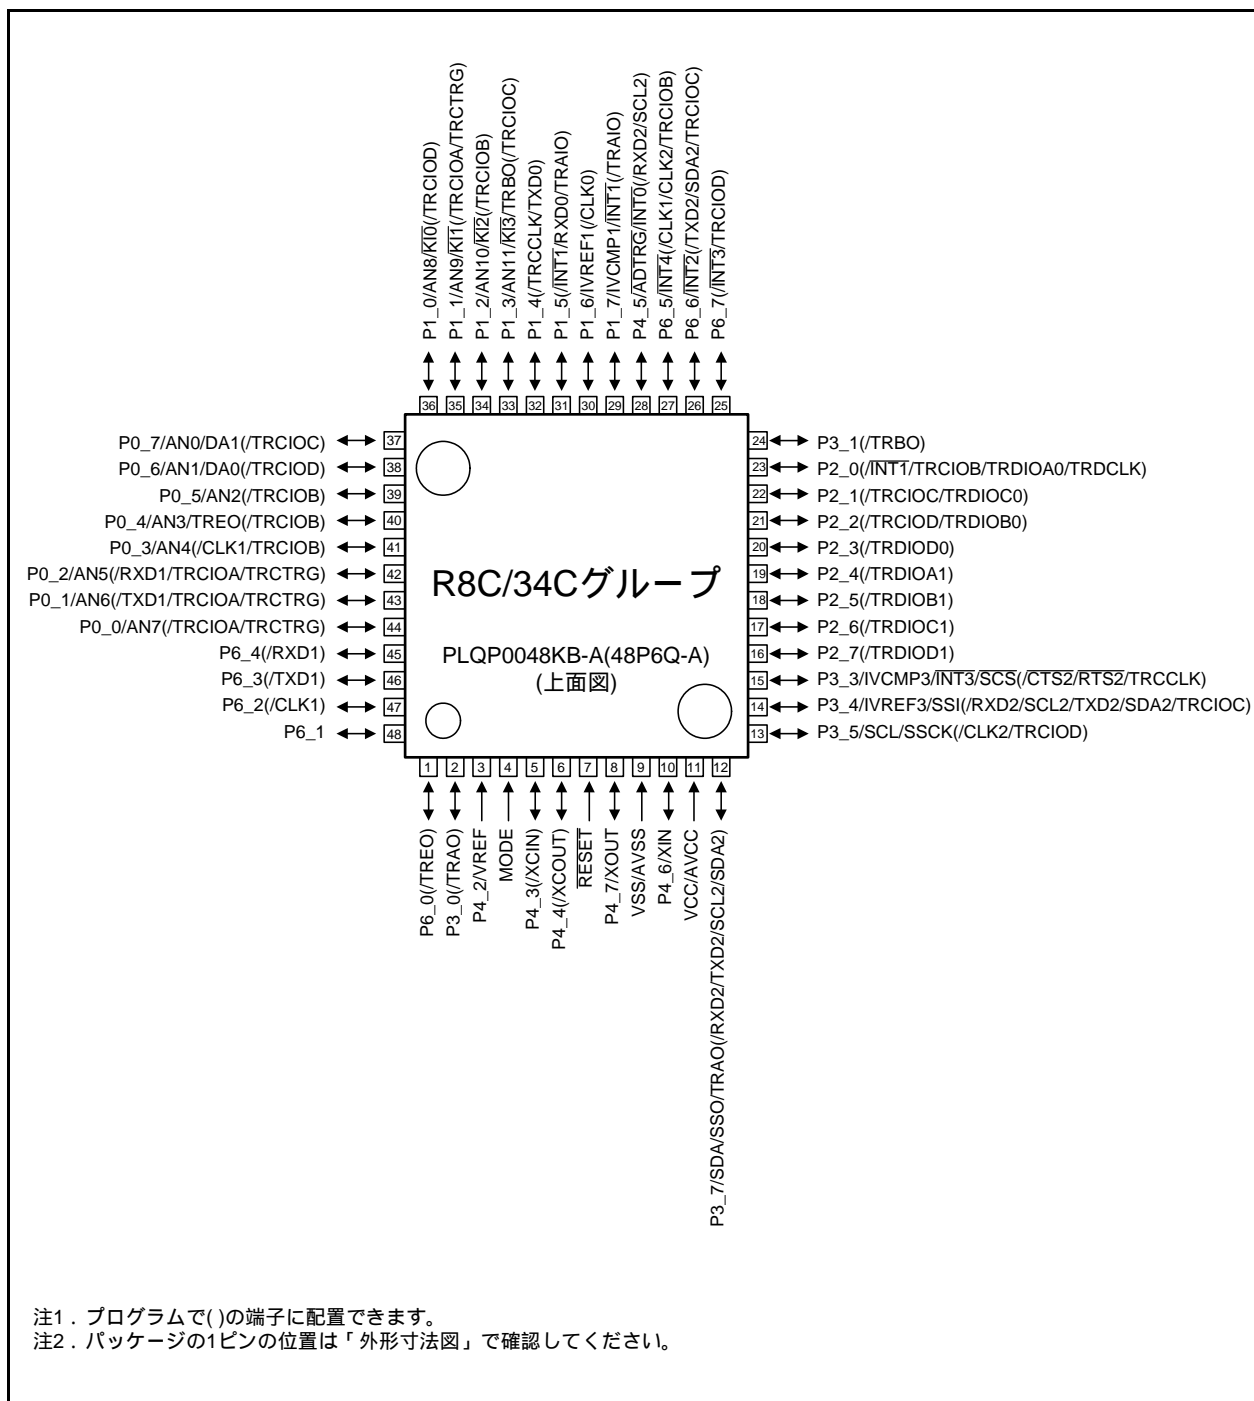 P1_0/AN8/KI0(/TRCIOD)
P1_1/AN9/KI1(/TRCIOA/TRCTRG)
P1_2/AN10/KI2(/TRCIOB)
P1_3/AN11/KI3/TRBO(/TRCIOC)
P1_4(/TRCCLK/TXD0)
P1_5(/INT1/RXD0/TRAIO)
P1_6/IVREF1(/CLK0)
P1_7/IVCMP1/INT1(/TRAIO)
P4_5/ADTRG/INT0(/RXD2/SCL2)
P6_5/INT4(/CLK1/CLK2/TRCIOB)
P6_6/INT2(/TXD2/SDA2/TRCIOC)
P6_7(/INT3/TRCIOD)
36 35 34 33 32 31 30 29 28 27 26 25
P0_7/AN0/DA1(/TRCIOC) 37
P0_6/AN1/DA0(/TRCIOD) 38
P0_5/AN2(/TRCIOB) 39
P0_4/AN3/TREO(/TRCIOB) 40
P0_3/AN4(/CLK1/TRCIOB) 41
P0_2/AN5(/RXD1/TRCIOA/TRCTRG) 42
P0_1/AN6(/TXD1/TRCIOA/TRCTRG) 43
P0_0/AN7(/TRCIOA/TRCTRG) 44
P6_4(/RXD1) 45
P6_3(/TXD1) 46
P6_2(/CLK1) 47
P6_1 48
R8C/34Cグループ
PLQP0048KB-A(48P6Q-A)
(上面図)
24 P3_1(/TRBO)
23 P2_0(/INT1/TRCIOB/TRDIOA0/TRDCLK)
22 P2_1(/TRCIOC/TRDIOC0)
21 P2_2(/TRCIOD/TRDIOB0)
20 P2_3(/TRDIOD0)
19 P2_4(/TRDIOA1)
18 P2_5(/TRDIOB1)
17 P2_6(/TRDIOC1)
16 P2_7(/TRDIOD1)
15 P3_3/IVCMP3/INT3/SCS(/CTS2/RTS2/TRCCLK)
14 P3_4/IVREF3/SSI(/RXD2/SCL2/TXD2/SDA2/TRCIOC)
13 P3_5/SCL/SSCK(/CLK2/TRCIOD)
1 2 3 4 5 6 7 8 9 10 11 12
P6_0(/TREO)
P3_0(/TRAO)
P4_2/VREF
MODE
P4_3(/XCIN)
P4_4(/XCOUT)
RESET
P4_7/XOUT
VSS/AVSS
P4_6/XIN
VCC/AVCC
P3_7/SDA/SSO/TRAO(/RXD2/TXD2/SCL2/SDA2)
注1．プログラムで( )の端子に配置できます。
注2．パッケージの1ピンの位置は「外形寸法図」で確認してください。